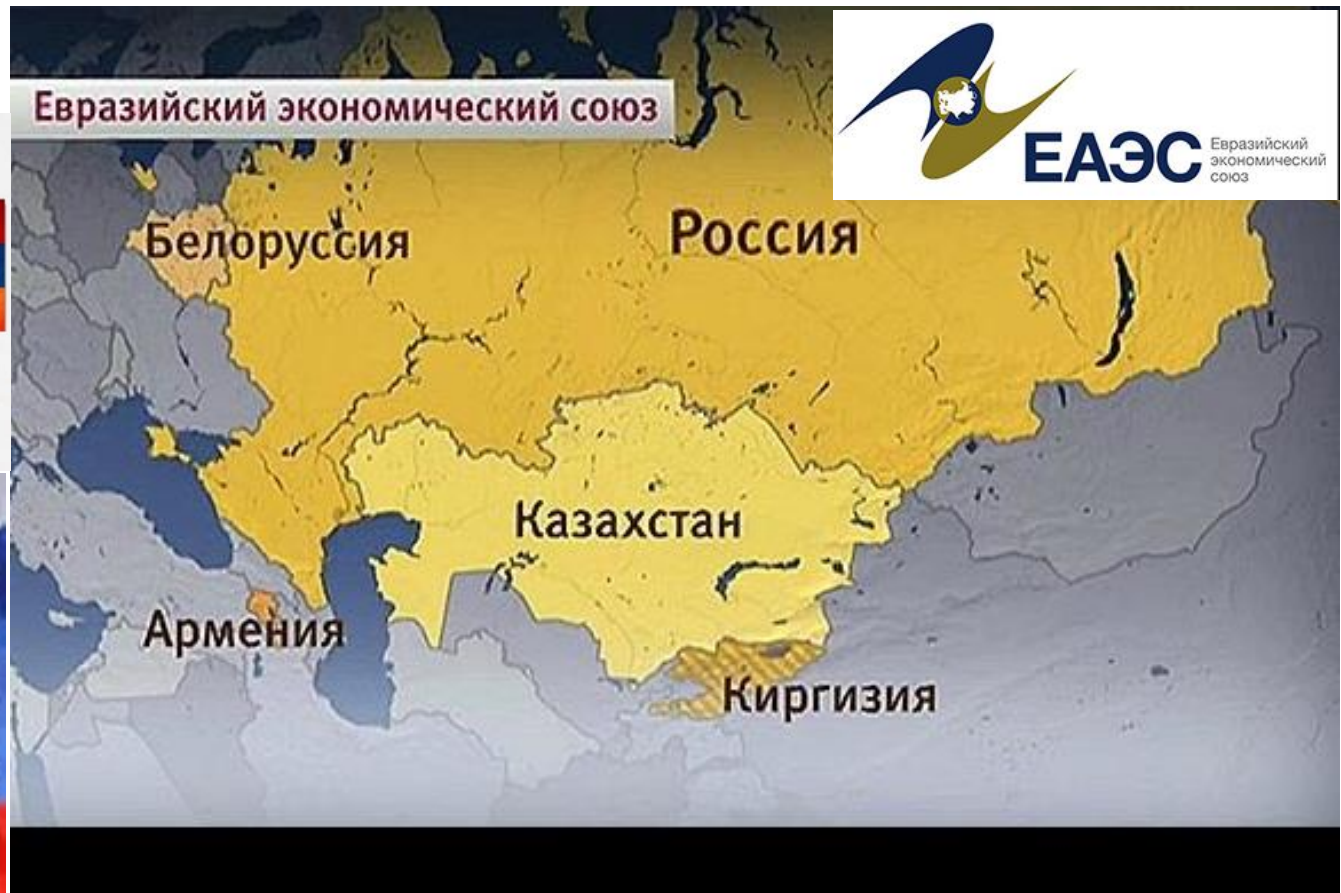 Евразийский экономический союз
ЕАЭС
Евразийский
экономический
союз
Белоруссия
Россия
Казахстан
Армения
Киргизия